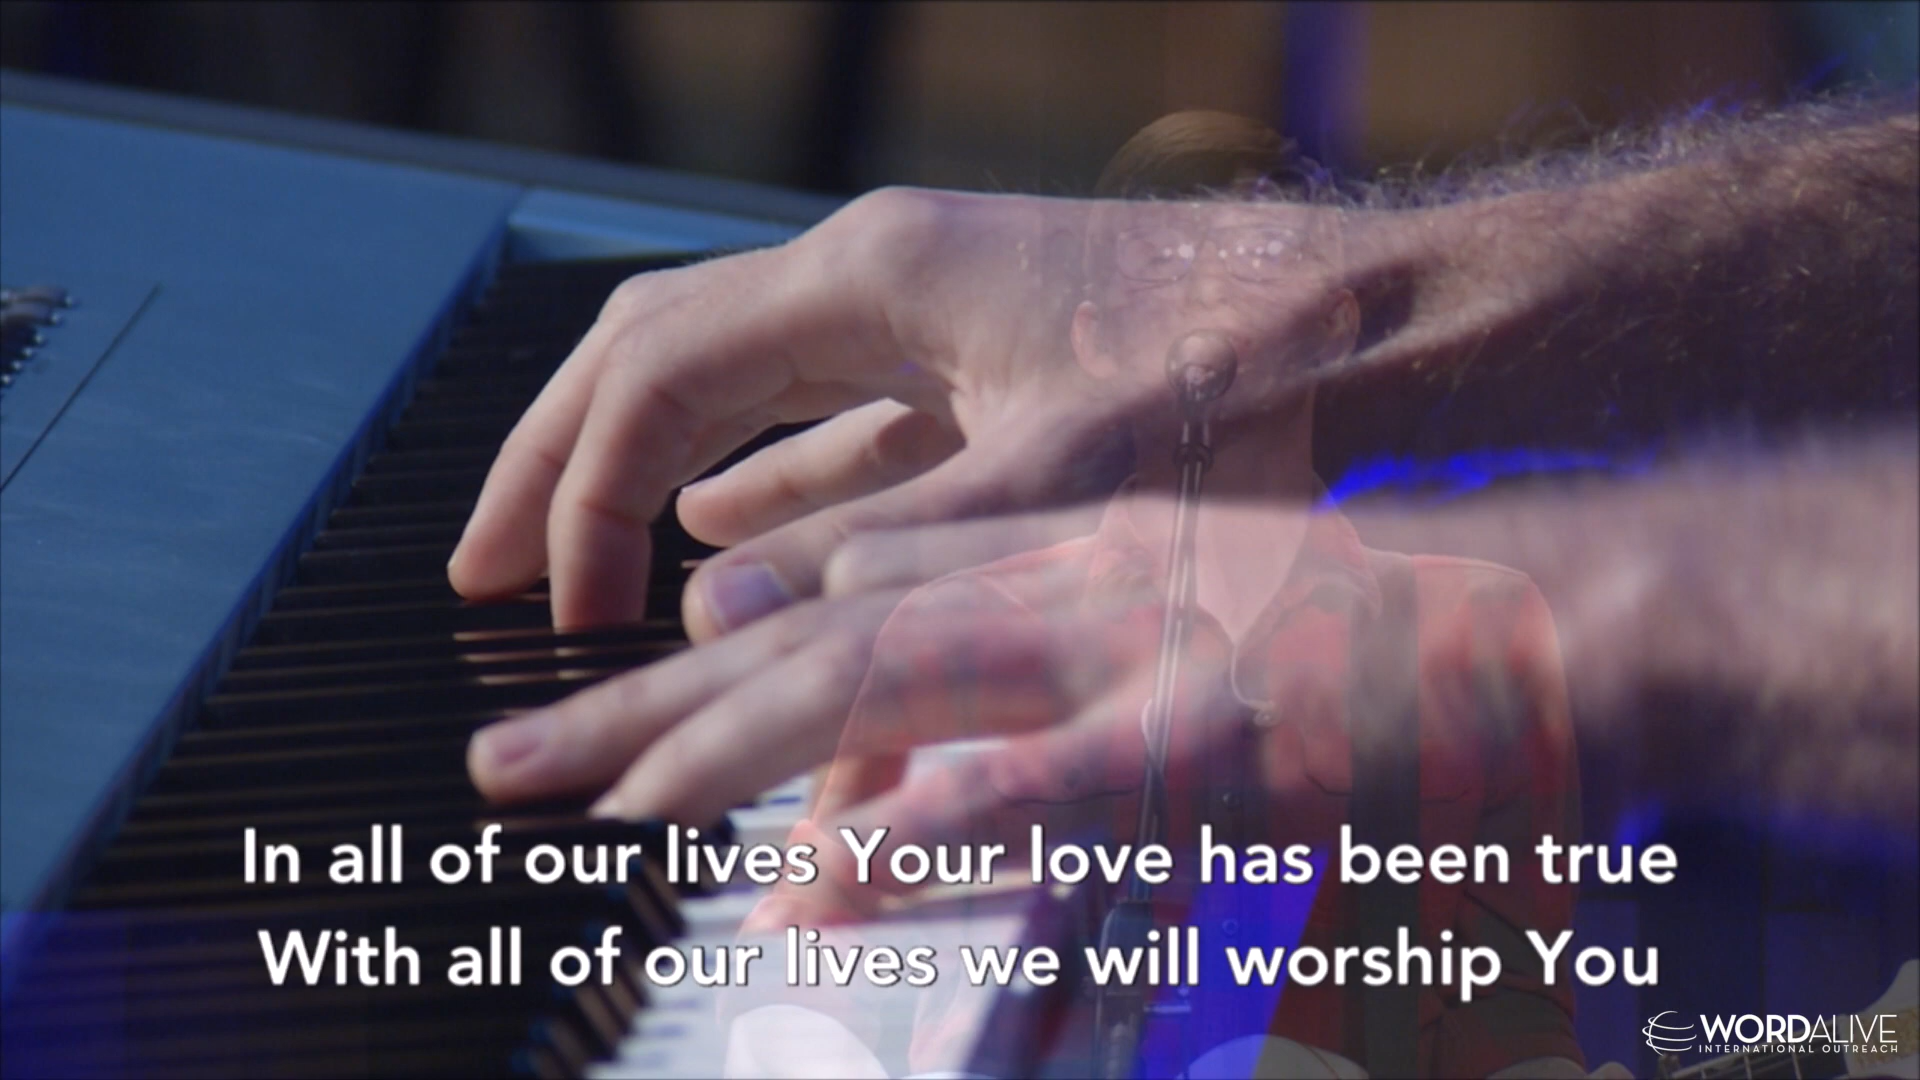 In all of our lives Your love has been true
With all of our lives we will worship You
WORDALIVE
INTERNATIONAL OUTREACH